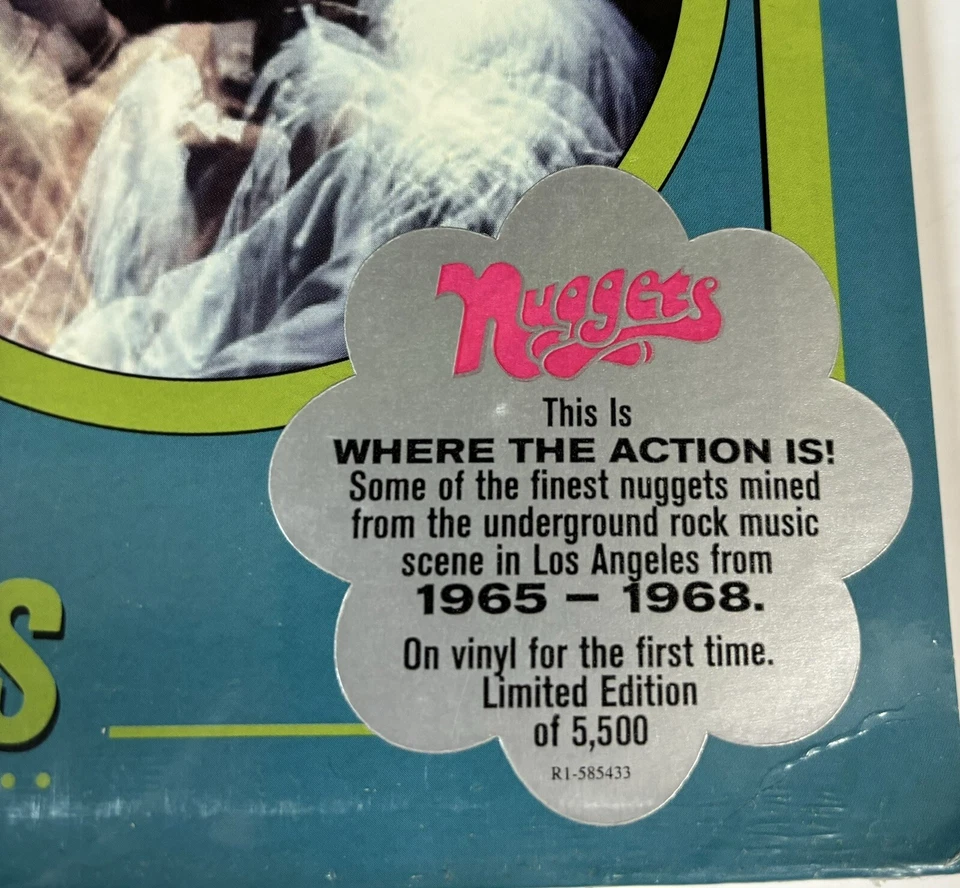 Nuggets
This Is
WHERE THE ACTION IS!
Some of the finest nuggets mined
from the underground rock music
scene in Los Angeles from
1965 – 1968.
On vinyl for the first time.
Limited Edition
of 5,500
R1-585433
S